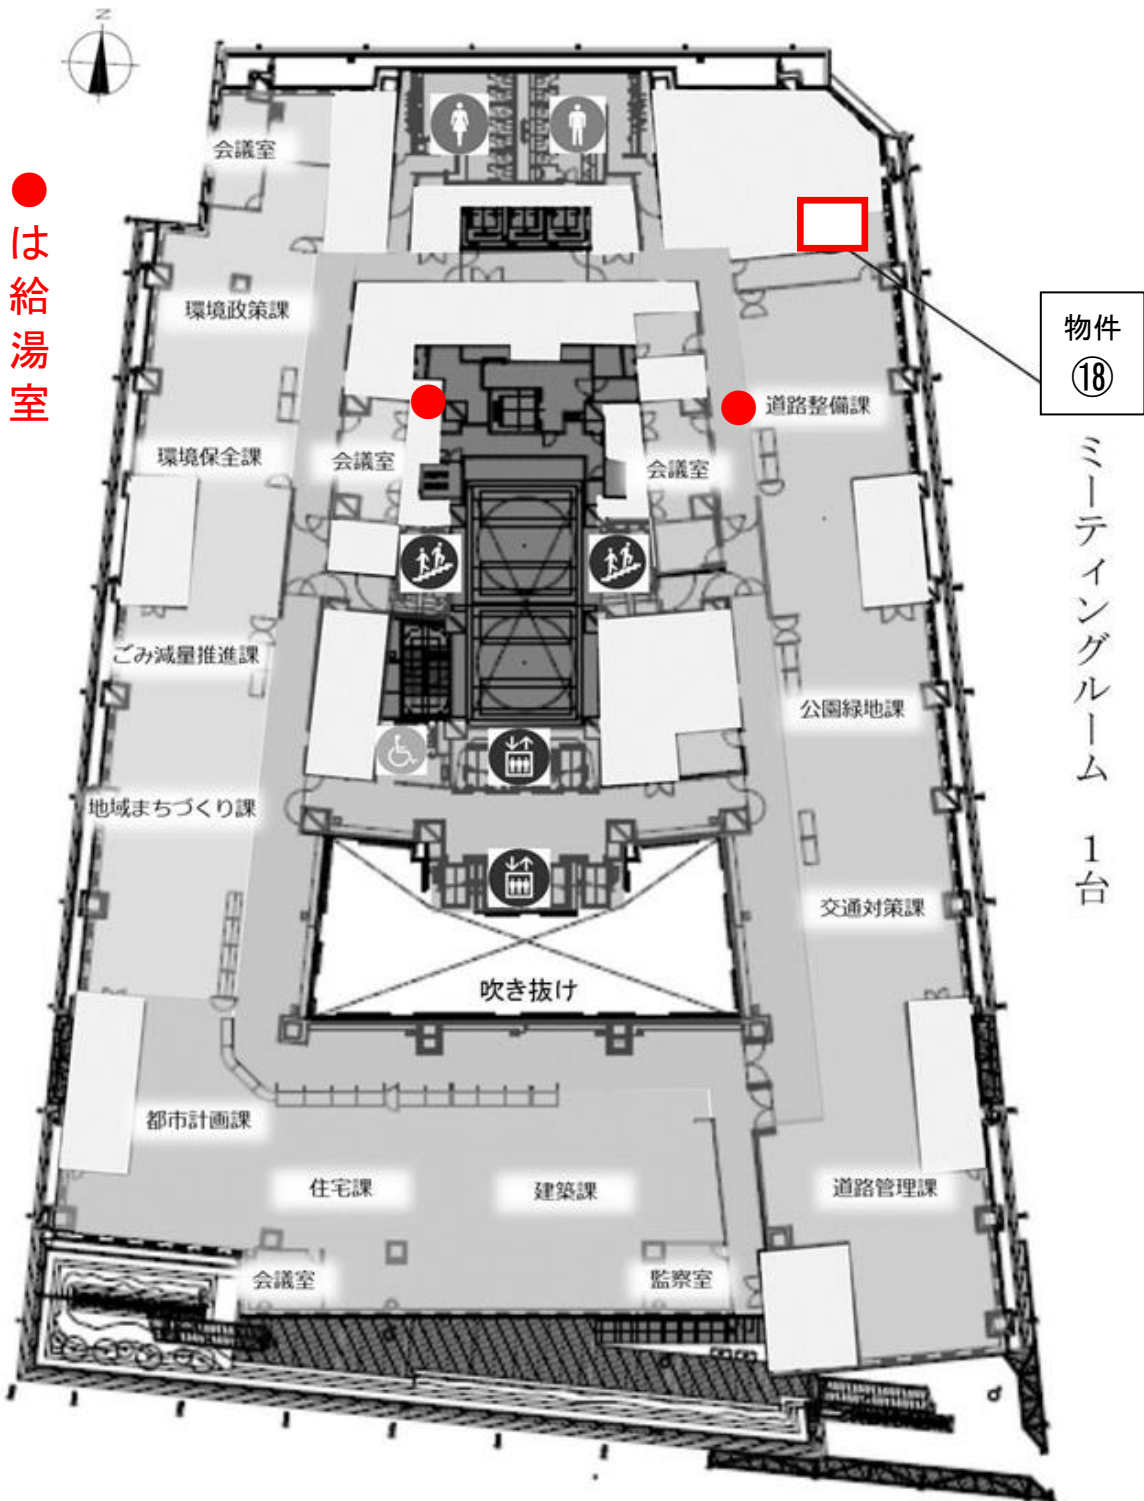 N
●は給湯室
会議室
環境政策課
物件
⑱
ミーティングルーム　1台
道路整備課
環境保全課
会議室
会議室
ごみ減量推進課
公園緑地課
地域まちづくり課
交通対策課
吹き抜け
都市計画課
住宅課
建築課
道路管理課
会議室
監察室